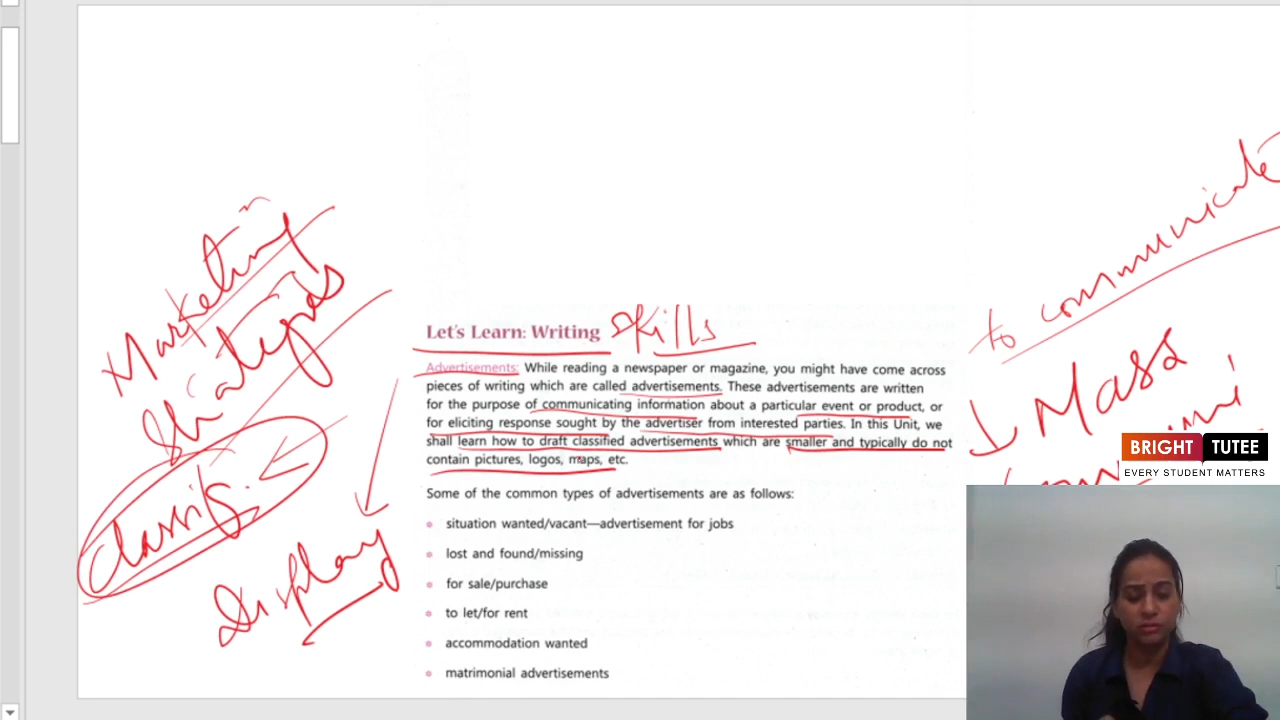 to communicate
Marketing
Strategies
Let's Learn: Writing skills
Mass
Advertisements: While reading a newspaper or magazine, you might have come across
pieces of writing which are called advertisements. These advertisements are written
for the purpose of communicating information about a particular event or product, or
for eliciting response sought by the advertiser from interested parties. In this Unit, we
shall learn how to draft classified advertisements which are smaller and typically do not
contain pictures, logos, maps, etc.
BRIGHT TUTEE
EVERY STUDENT MATTERS
Classif.
Display
Some of the common types of advertisements are as follows:
situation wanted/vacant—advertisement for jobs
lost and found/missing
for sale/purchase
to let/for rent
accommodation wanted
matrimonial advertisements